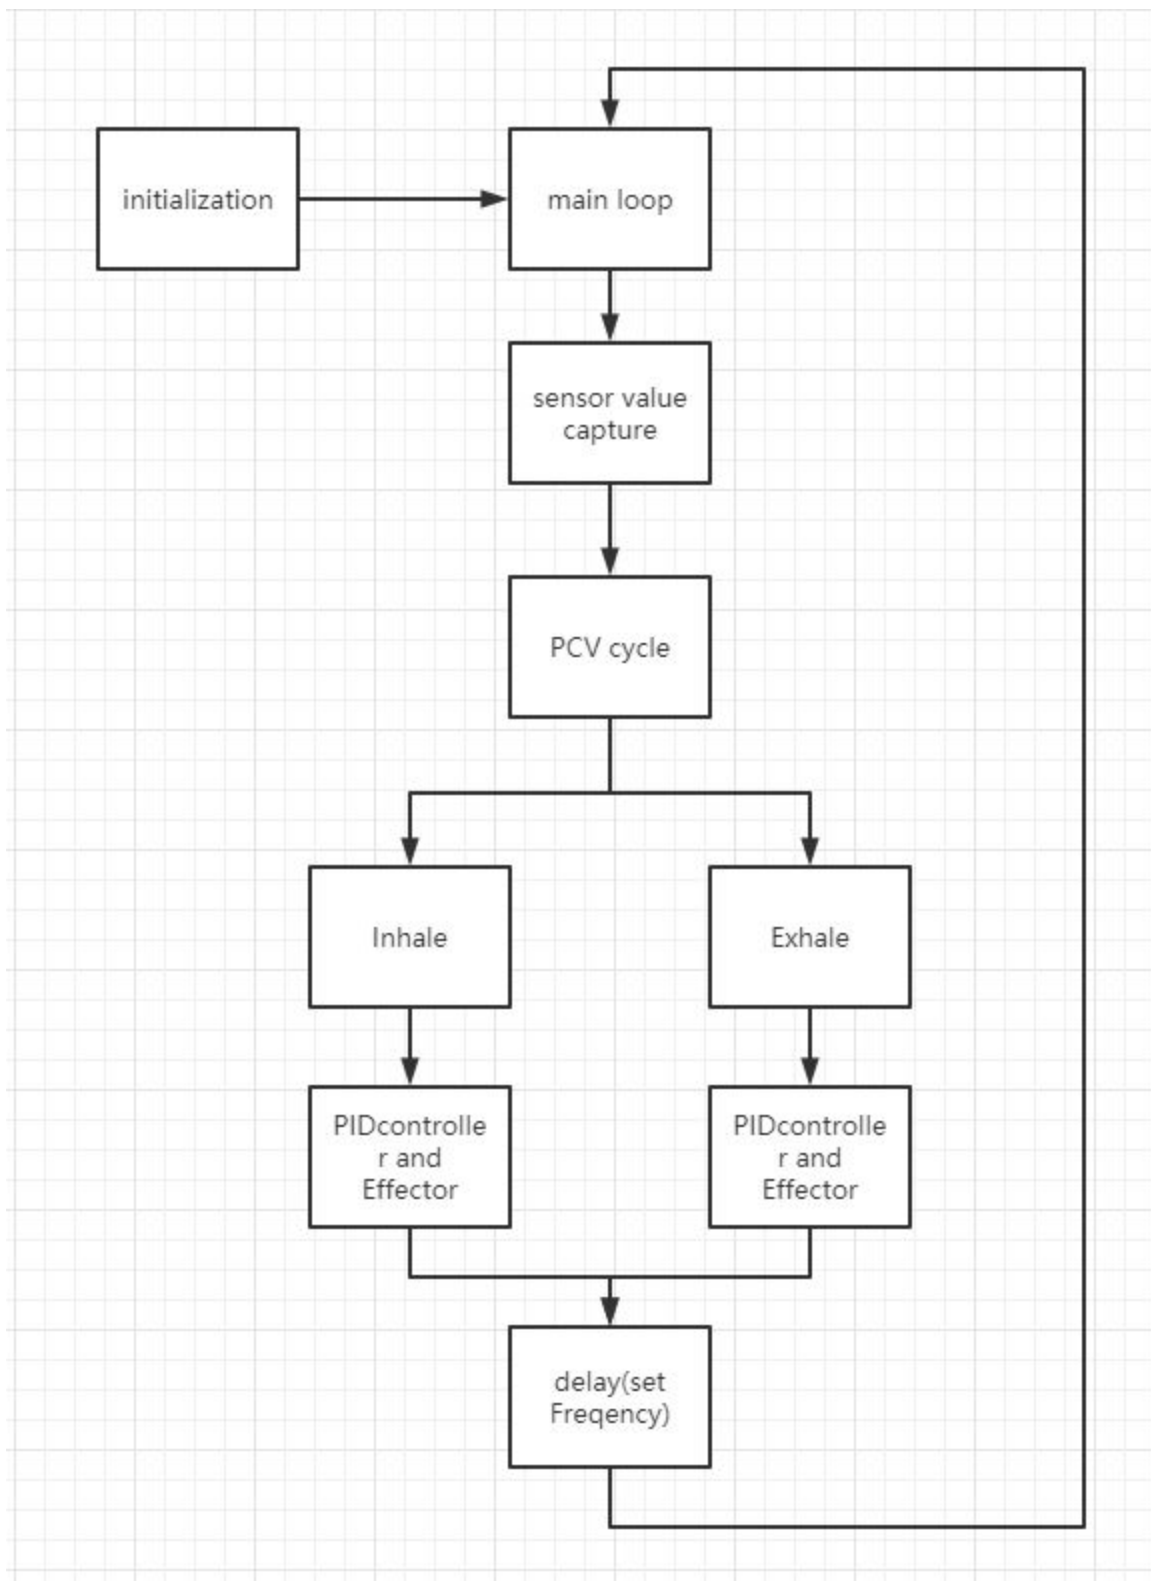 initialization
main loop
sensor value
capture
PCV cycle
Inhale
Exhale
PIDcontrolle
r and
Effector
PIDcontrolle
r and
Effector
delay(set
Freqency)